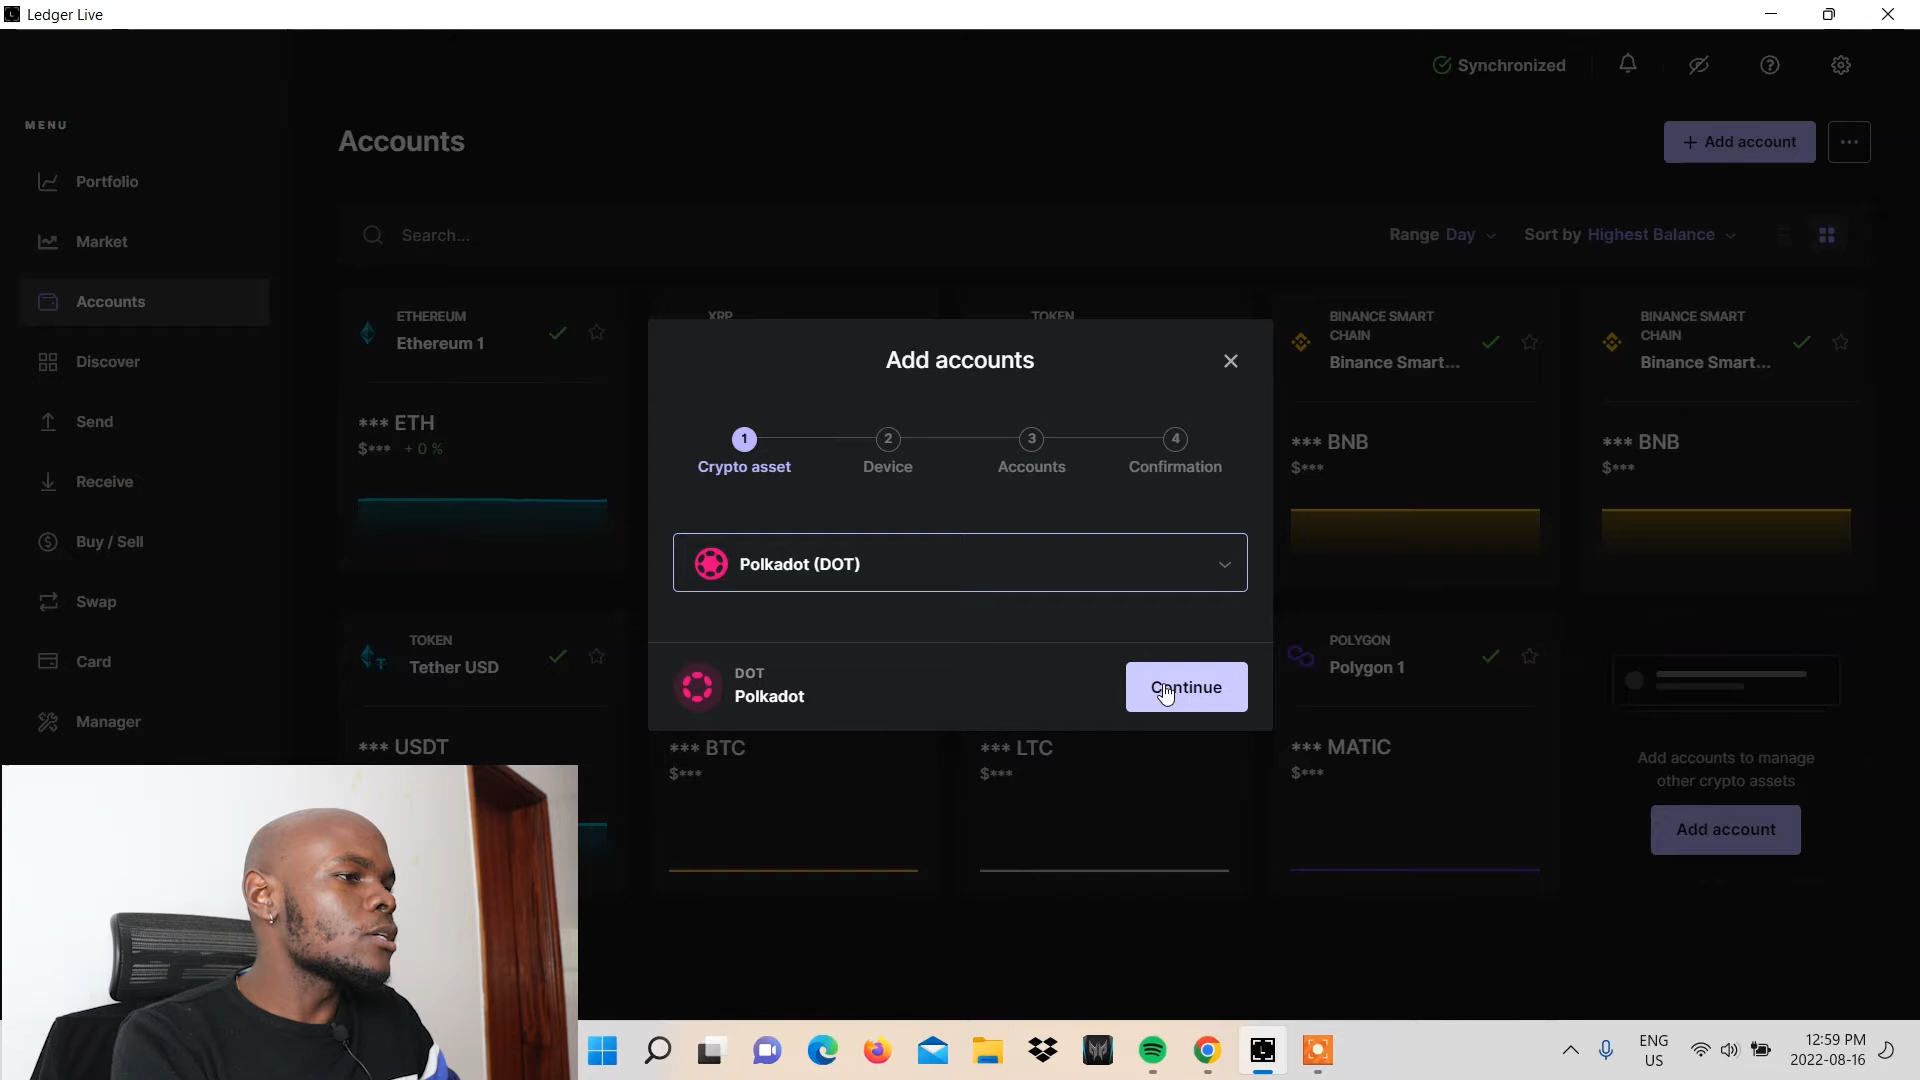 Ledger Live
Synchronized
MENU
Accounts
+ Add account
Portfolio
Market
Accounts
Discover
Send
Receive
Buy / Sell
Swap
Card
Manager
Search...
Range Day
Sort by Highest Balance
ETHEREUM
Ethereum 1
*** ETH
$*** + 0 %
XRP
TOKEN
BINANCE SMART
CHAIN
Binance Smart...
*** BNB
$***
BINANCE SMART
CHAIN
Binance Smart...
*** BNB
$***
Add accounts
1
2
3
4
Crypto asset
Device
Accounts
Confirmation
Polkadot (DOT)
DOT
Polkadot
Continue
TOKEN
Tether USD
*** USDT
*** BTC
$***
*** LTC
$***
POLYGON
Polygon 1
*** MATIC
$***
Add accounts to manage
other crypto assets
Add account
ENG
US
12:59 PM
2022-08-16